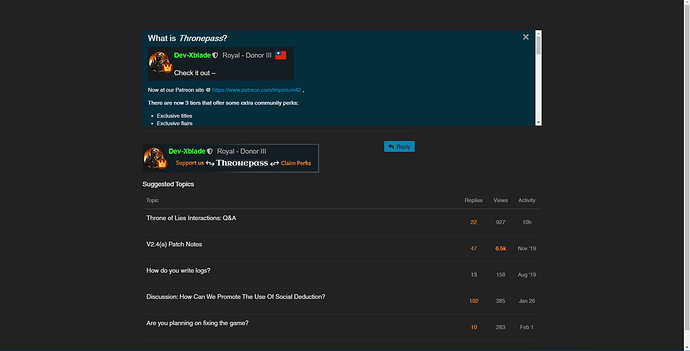 What is Thronepass?
Dev-Xblade Royal - Donor III
Check it out –
Now at our Patreon site @ https://www.patreon.com/imperium42 ,
There are now 3 tiers that offer some extra community perks:
Exclusive titles
Exclusive flairs
Dev-Xblade Royal - Donor III
Support us Thronepass Claim Perks
Reply
Suggested Topics
Topic Replies Views Activity
Throne of Lies Interactions: Q&A 22 927 10h
V2.4(a) Patch Notes 47 6.5k Nov '19
How do you write logs? 13 158 Aug '19
Discussion: How Can We Promote The Use Of Social Deduction? 102 385 Jan 26
Are you planning on fixing the game? 10 283 Feb 1